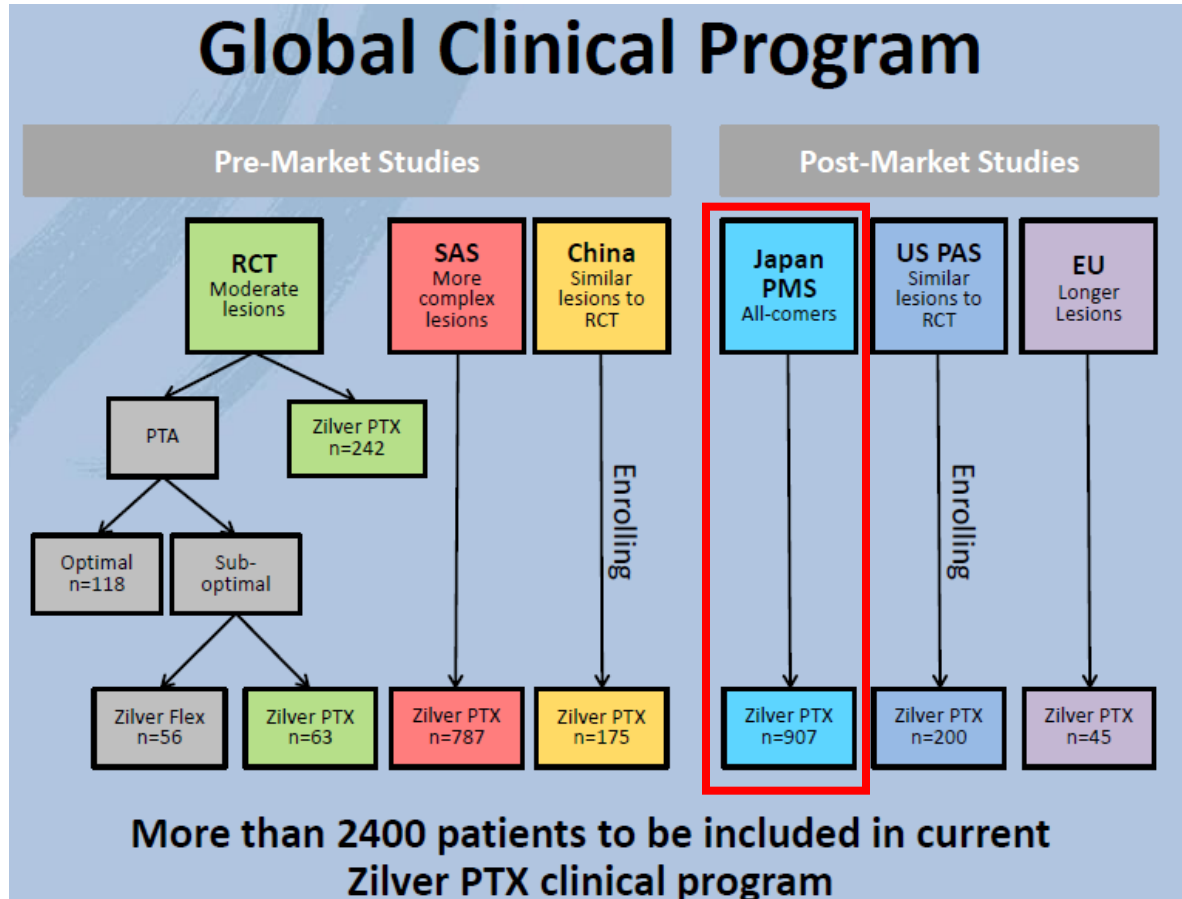 Global Clinical Program
Pre-Market Studies
Post-Market Studies
RCT
Moderate
lesions
SAS
More
complex
lesions
China
Similar
lesions to
RCT
Japan
PMS
All-comers
US PAS
Similar
lesions to
RCT
EU
Longer
Lesions
PTA
Zilver PTX
n=242
Enrolling
Enrolling
Optimal
n=118
Sub-
optimal
Zilver Flex
n=56
Zilver PTX
n=63
Zilver PTX
n=787
Zilver PTX
n=175
Zilver PTX
n=907
Zilver PTX
n=200
Zilver PTX
n=45
More than 2400 patients to be included in current
Zilver PTX clinical program